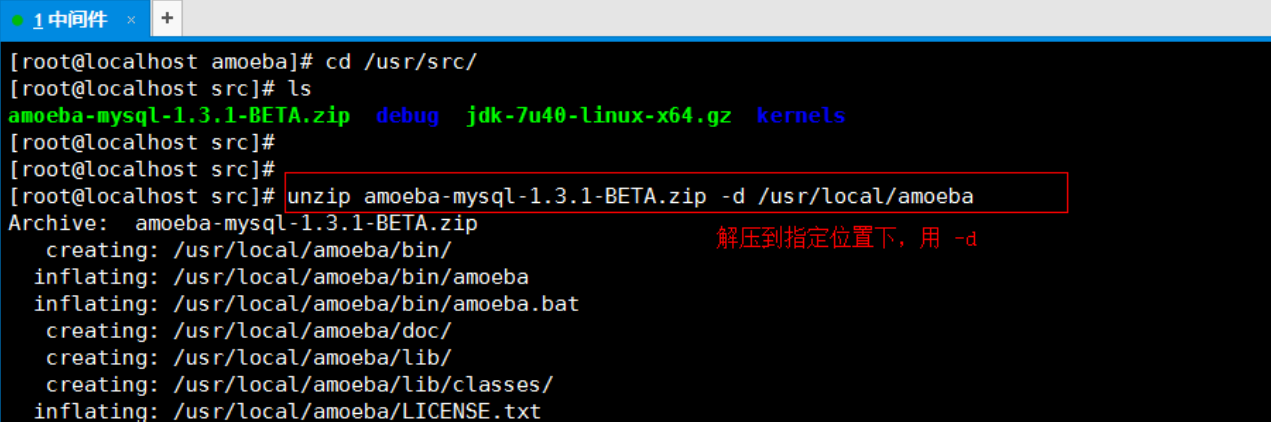 1 中间件 × +
[root@localhost amoeba]# cd /usr/src/
[root@localhost src]# ls
amoeba-mysql-1.3.1-BETA.zip  debug  jdk-7u40-linux-x64.gz  kernels
[root@localhost src]#
[root@localhost src]#
[root@localhost src]# unzip amoeba-mysql-1.3.1-BETA.zip -d /usr/local/amoeba
Archive:  amoeba-mysql-1.3.1-BETA.zip
解压到指定位置下，用 -d
   creating: /usr/local/amoeba/bin/
  inflating: /usr/local/amoeba/bin/amoeba
  inflating: /usr/local/amoeba/bin/amoeba.bat
   creating: /usr/local/amoeba/doc/
   creating: /usr/local/amoeba/lib/
   creating: /usr/local/amoeba/lib/classes/
  inflating: /usr/local/amoeba/LICENSE.txt